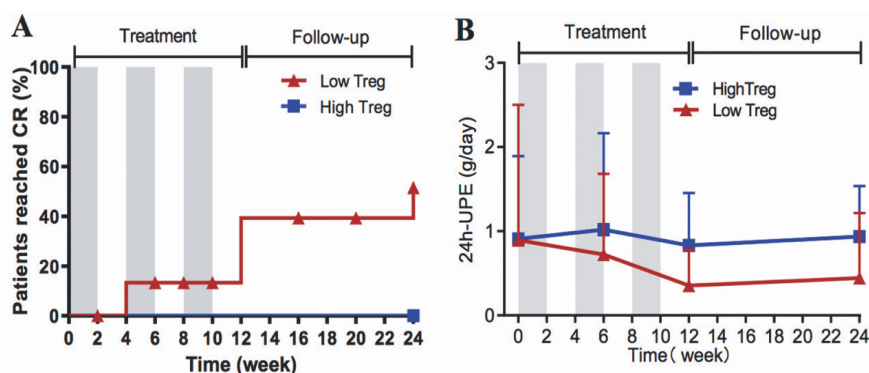 A
Treatment
Follow-up
Patients reached CR (%)
100
80
60
40
20
0
Low Treg
High Treg
0 2 4 6 8 10 12 14 16 18 20 22 24
Time (week)
B
Treatment
Follow-up
24h-UPE (g/day)
3
2
1
0
HighTreg
Low Treg
0 2 4 6 8 10 12 14 16 18 20 22 24
Time( week)